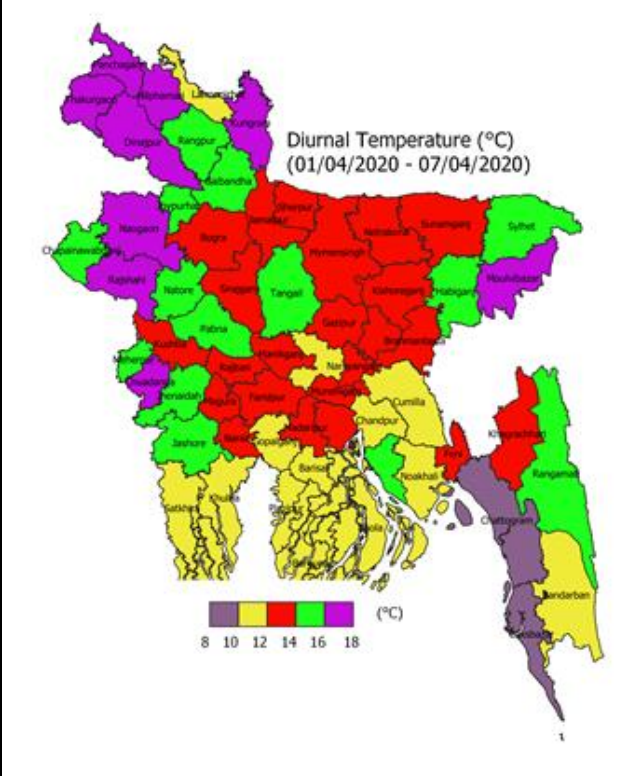 Panchagarh
Thakurgaon
Nilphamari
Lalmonirhat
Dinajpur
Rangpur
Kurigram
Diurnal Temperature (°C)
(01/04/2020 - 07/04/2020)
Gaibandha
Joypurhat
Sherpur
Jamalpur
Naogaon
Bogra
Mymensingh
Netrakona
Sunamganj
Sylhet
Chapainawabganj
Rajshahi
Natore
Sirajganj
Tangail
Kishoreganj
Habiganj
Moulvibazar
Pabna
Gazipur
Brahmanbaria
Kushtia
Meherpur
Manikganj
Narayanganj
Chuadanga
Rajbari
Jhenaidah
Magura
Faridpur
Munshiganj
Cumilla
Jashore
Narail
Gopalganj
Madaripur
Chandpur
Khagrachhari
Feni
Rangamati
Barisal
Noakhali
Satkhira
Khulna
Pirojpur
Bhola
Chattogram
Barguna
Bandarban
Coxsbazar
(°C)
8 10 12 14 16 18